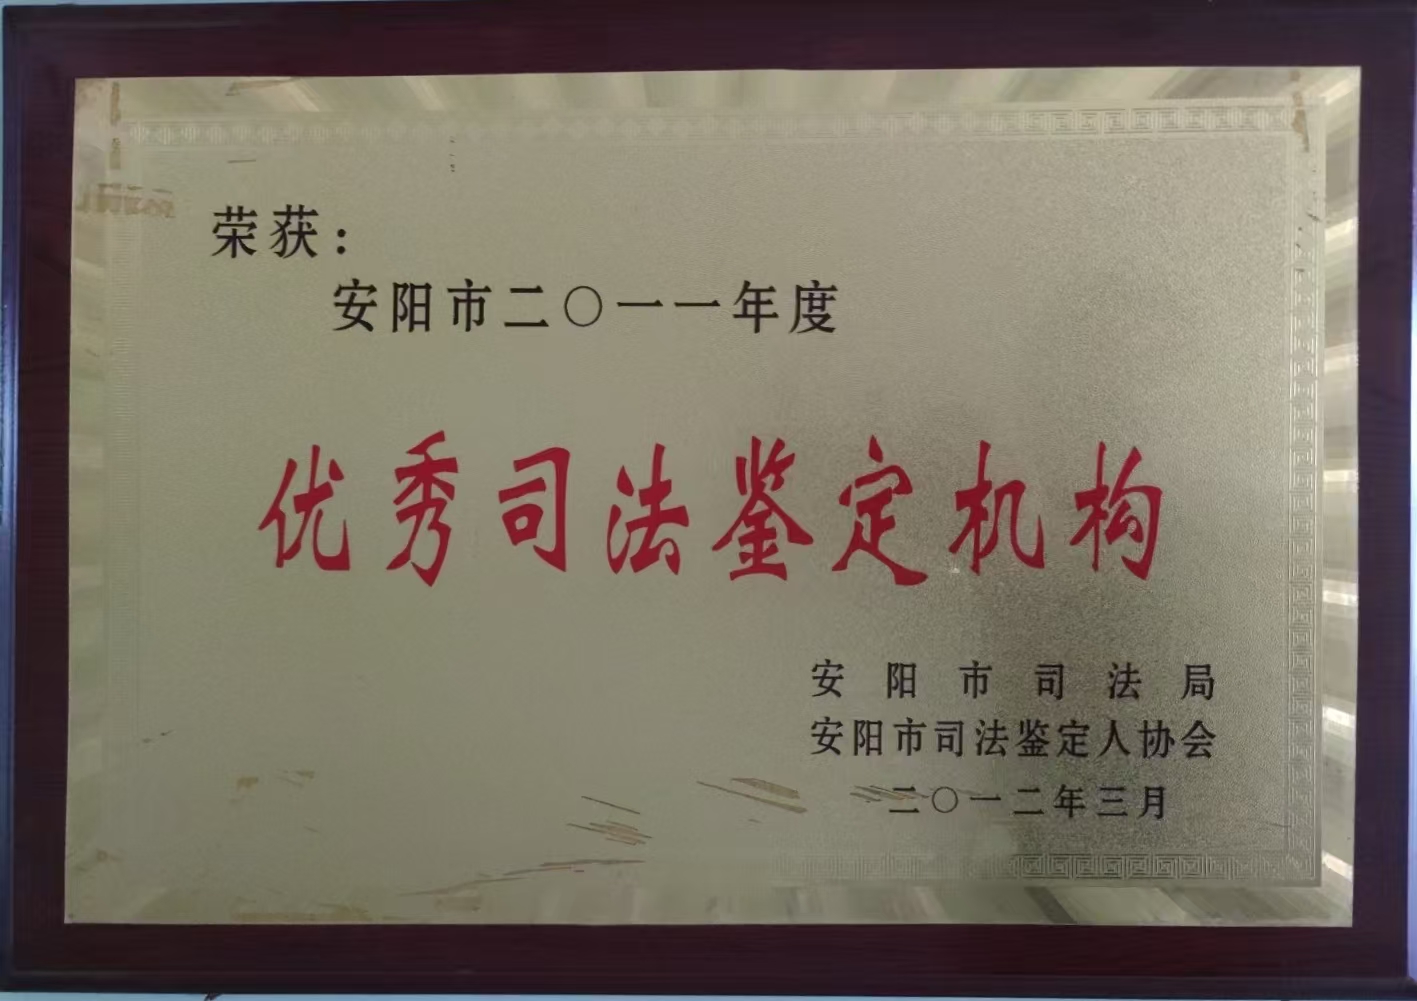 荣获：
安阳市二〇一一年度
优秀司法鉴定机构
安阳市司法局
安阳市司法鉴定人协会
二〇一二年三月